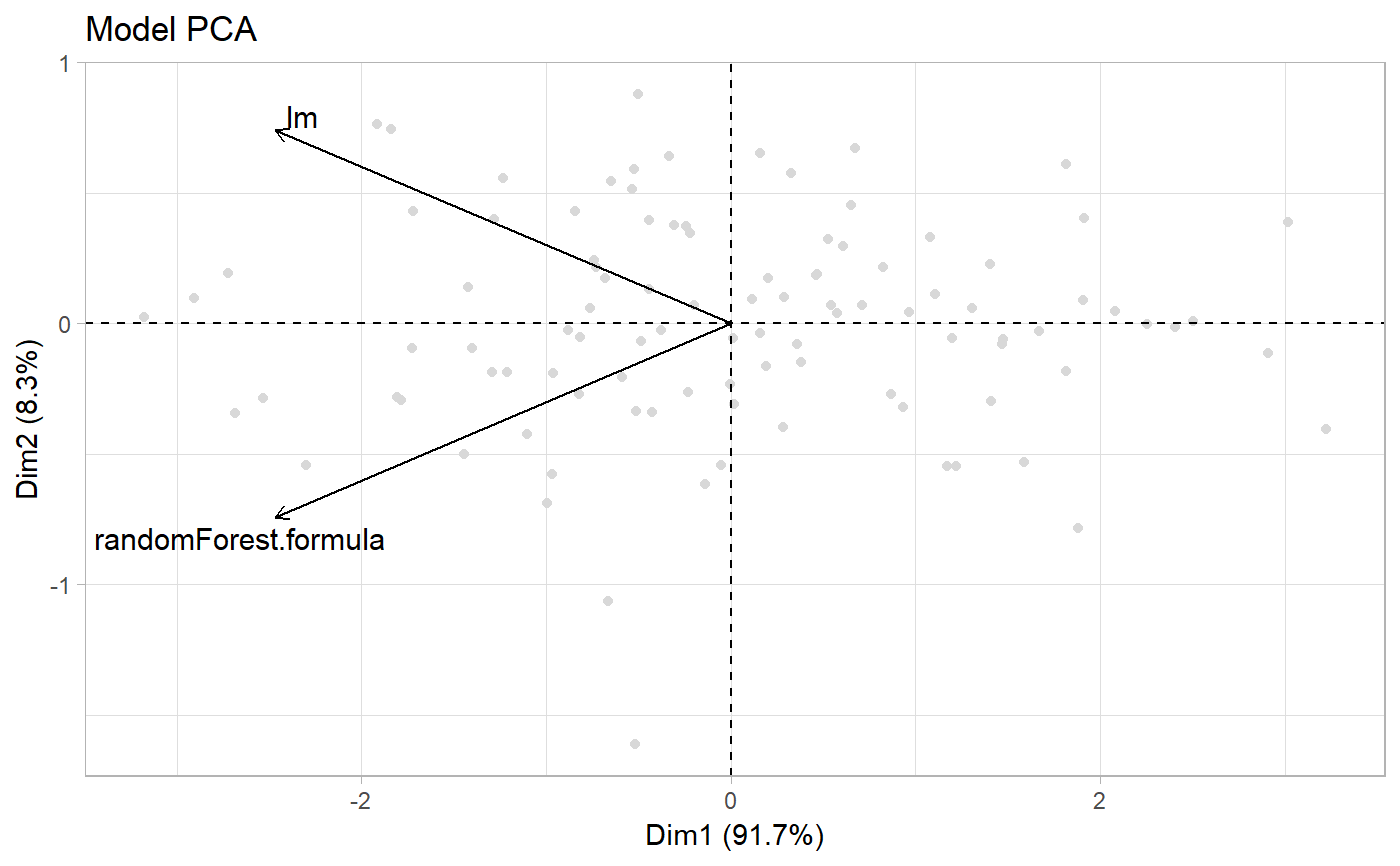 Model PCA
1
lm
0
randomForest.formula
-1
-2
0
2
Dim1 (91.7%)
Dim2 (8.3%)